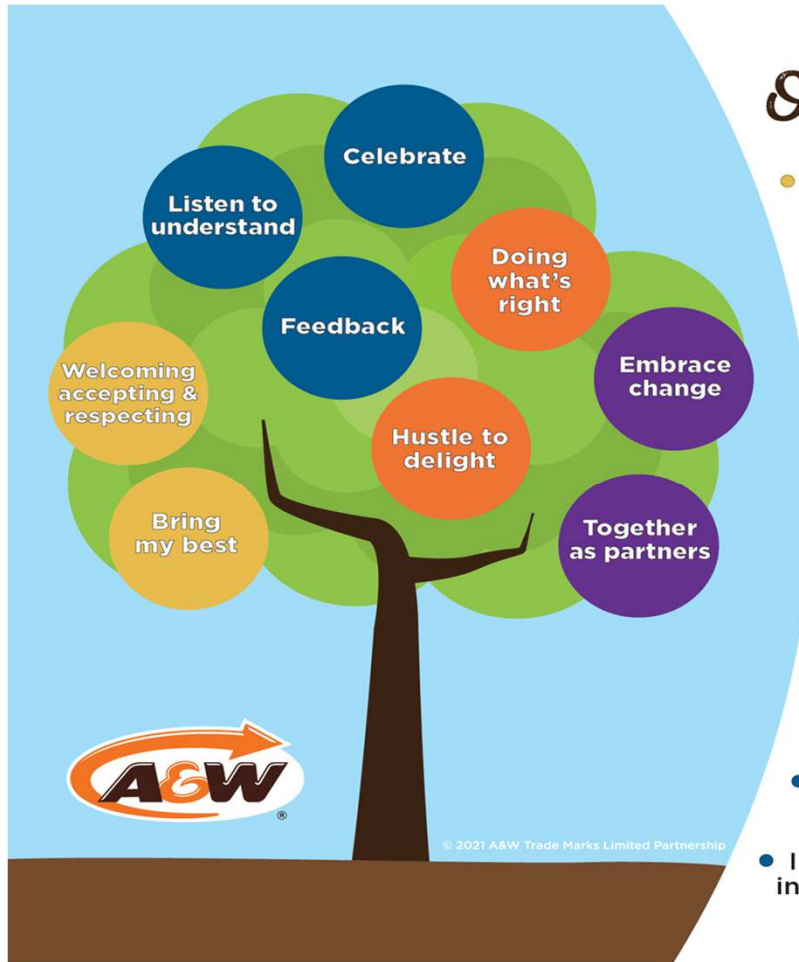 Celebrate
Listen to
understand
Doing
what's
right
Feedback
Embrace
change
Welcoming
accepting &
respecting
Hustle to
delight
Bring
my best
Together
as partners
A&W
®
© 2021 A&W Trade Marks Limited Partnership
• I
in